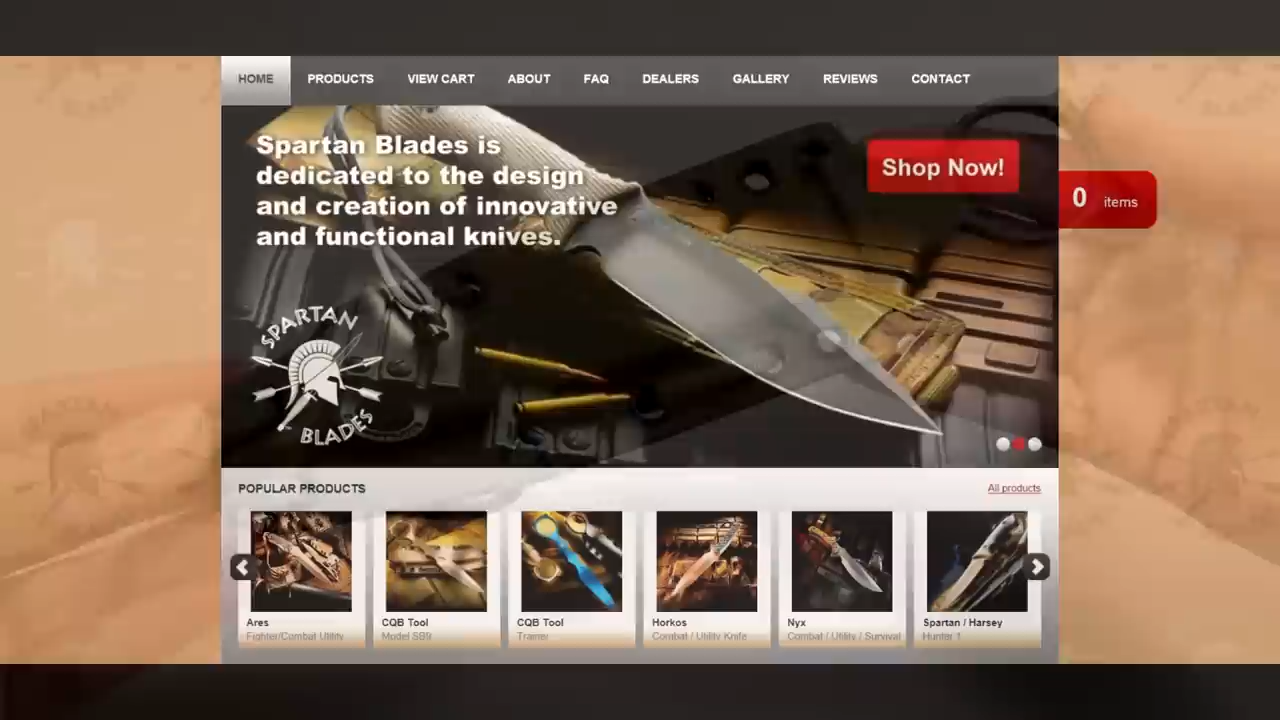 HOME PRODUCTS VIEW CART ABOUT FAQ DEALERS GALLERY REVIEWS CONTACT
Spartan Blades is
dedicated to the design
and creation of innovative
and functional knives.
Shop Now!
0 items
SPARTAN
BLADES
POPULAR PRODUCTS
All products
Ares
Fighter/Combat Utility
CQB Tool
Model SB9
CQB Tool
Trainer
Horkos
Combat / Utility Knife
Nyx
Combat / Utility / Survival
Spartan / Harsey
Hunter 1